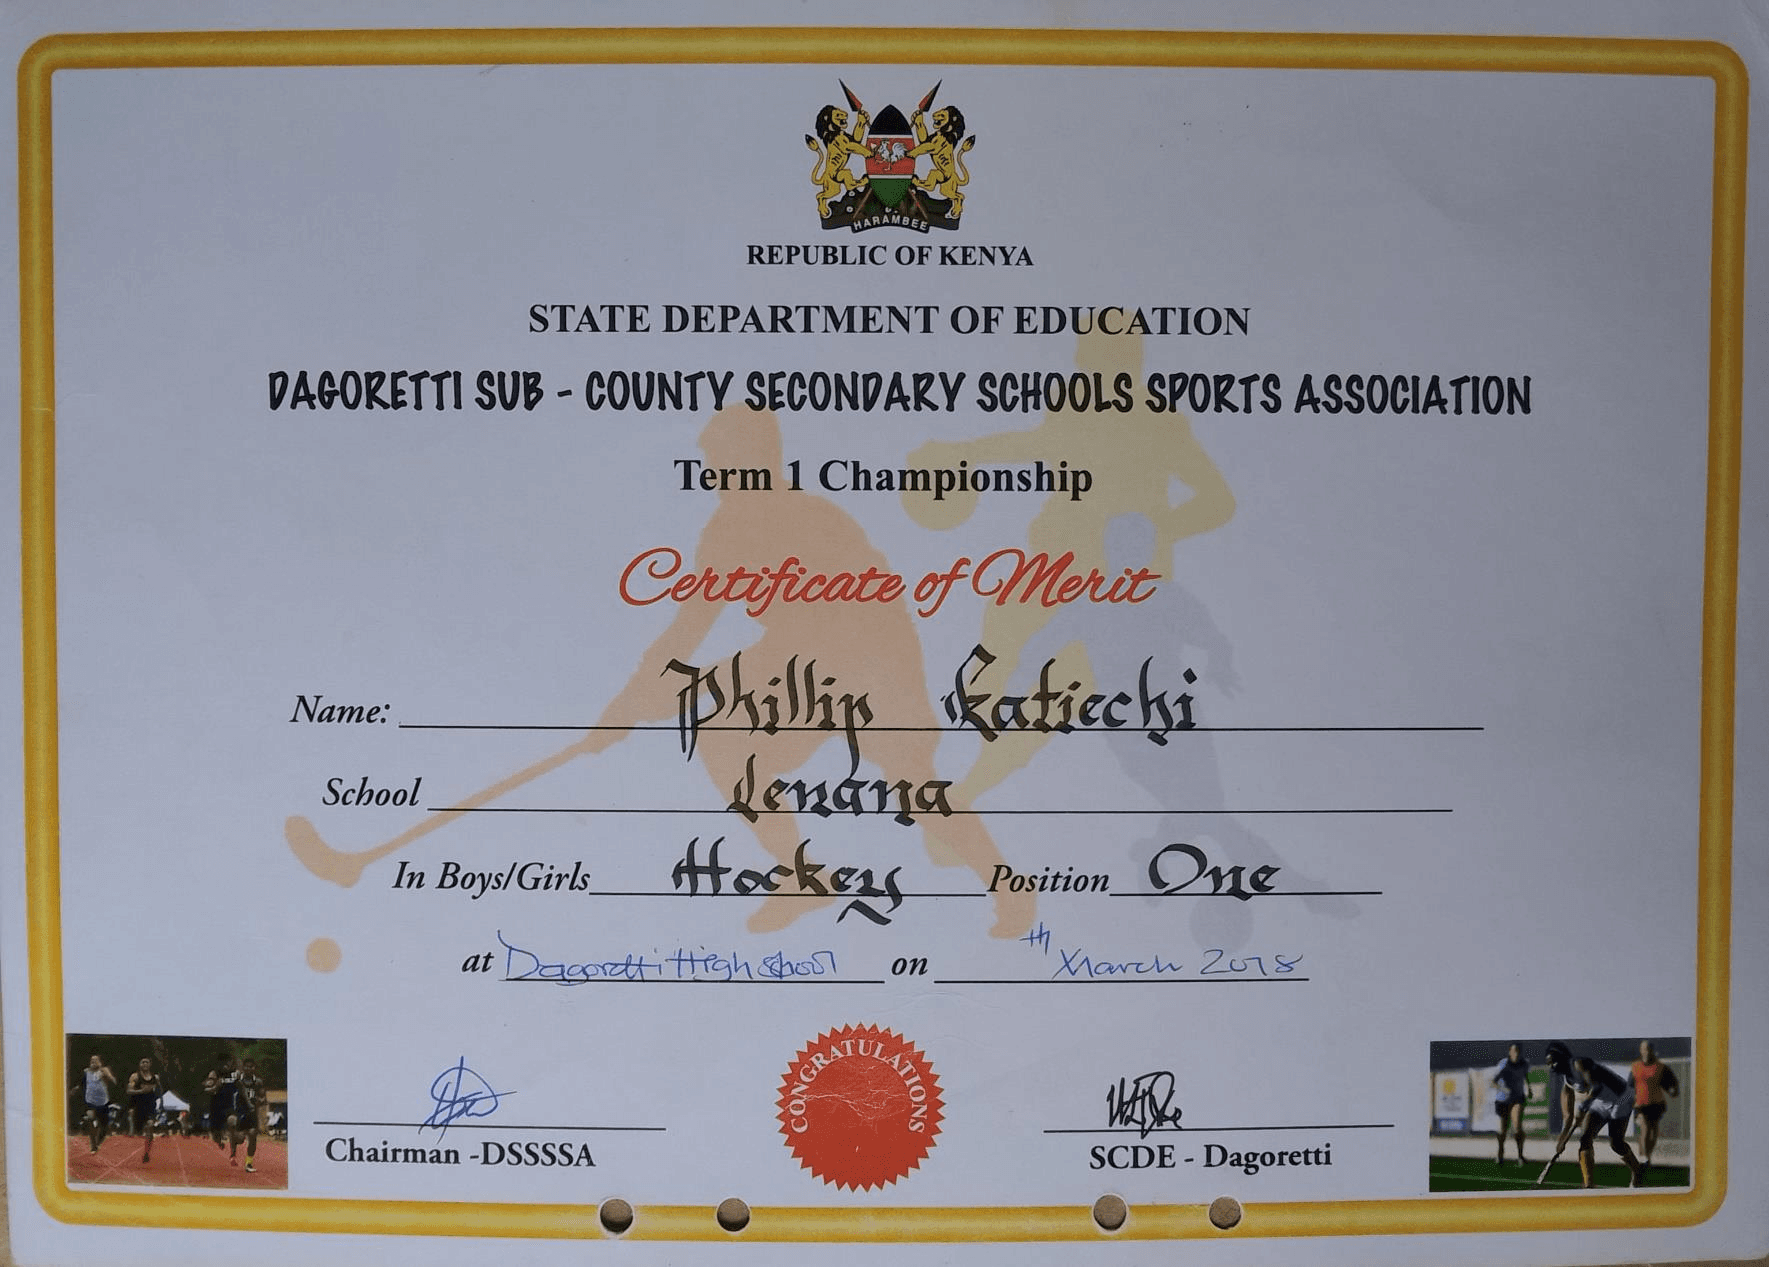 HARAMBEE
REPUBLIC OF KENYA
STATE DEPARTMENT OF EDUCATION
DAGORETTI SUB - COUNTY SECONDARY SCHOOLS SPORTS ASSOCIATION
Term 1 Championship
Certificate of Merit
Name: Phillip Katiechi
School Lenana
In Boys/Girls Hockey Position One
at Dagoretti High School on th March 2018
CONGRATULATIONS
Chairman -DSSSSA
SCDE - Dagoretti